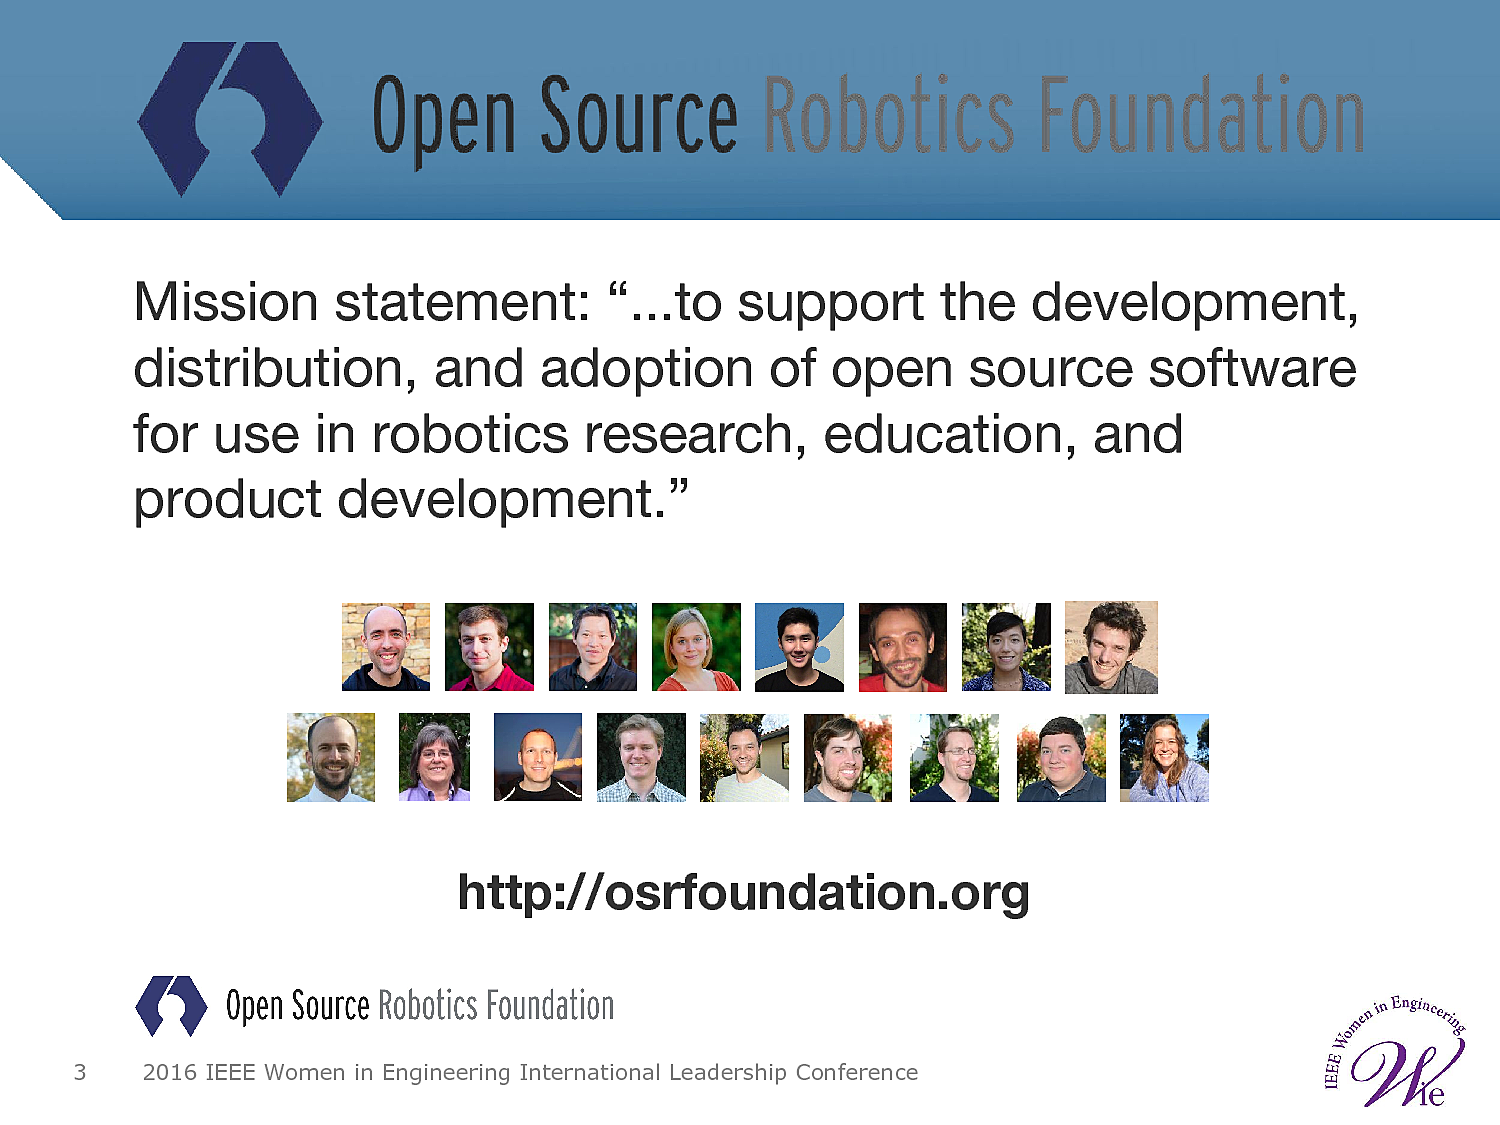 Open Source Robotics Foundation
Mission statement: “...to support the development,
distribution, and adoption of open source software
for use in robotics research, education, and
product development.”
http://osrfoundation.org
Open Source Robotics Foundation
IEEE Women in Engineering
Wie
3 2016 IEEE Women in Engineering International Leadership Conference